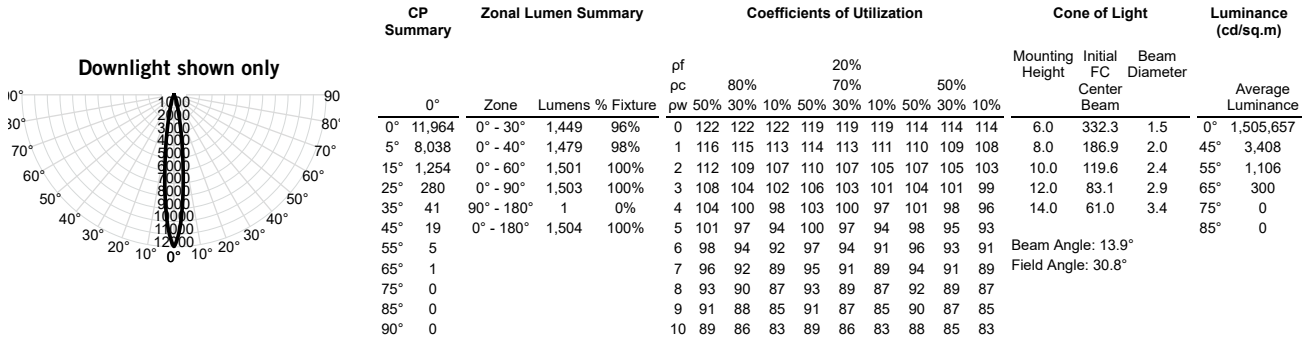 CP Summary Zonal Lumen Summary Coefficients of Utilization Cone of Light Luminance (cd/sq.m)
Downlight shown only
0° 90
80° 80°
70° 70°
60° 60°
50° 50°
40° 40°
30° 30°
20° 20°
10° 10°
0°
1000
2000
3000
4000
5000
6000
7000
8000
9000
10000
11000
12000
ρf 20%
ρc 80% 70% 50%
Mounting Height Initial FC Center Beam Beam Diameter Average Luminance
0° Zone Lumens % Fixture ρw 50% 30% 10% 50% 30% 10% 50% 30% 10%
0° 11,964 0° - 30° 1,449 96% 0 122 122 122 119 119 119 114 114 114 6.0 332.3 1.5 0° 1,505,657
5° 8,038 0° - 40° 1,479 98% 1 116 115 113 114 113 111 110 109 108 8.0 186.9 2.0 45° 3,408
15° 1,254 0° - 60° 1,501 100% 2 112 109 107 110 107 105 107 105 103 10.0 119.6 2.4 55° 1,106
25° 280 0° - 90° 1,503 100% 3 108 104 102 106 103 101 104 101 99 12.0 83.1 2.9 65° 300
35° 41 90° - 180° 1 0% 4 104 100 98 103 100 97 101 98 96 14.0 61.0 3.4 75° 0
45° 19 0° - 180° 1,504 100% 5 101 97 94 100 97 94 98 95 93 85° 0
55° 5 6 98 94 92 97 94 91 96 93 91 Beam Angle: 13.9°
65° 1 7 96 92 89 95 91 89 94 91 89 Field Angle: 30.8°
75° 0 8 93 90 87 93 89 87 92 89 87
85° 0 9 91 88 85 91 87 85 90 87 85
90° 0 10 89 86 83 89 86 83 88 85 83